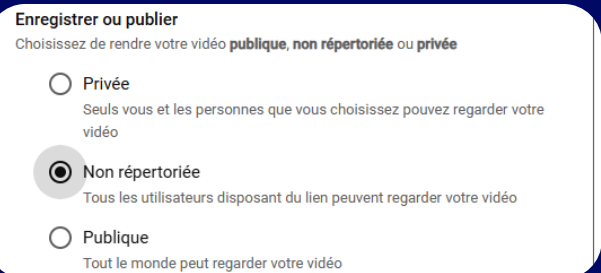 Enregistrer ou publier
Choisissez de rendre votre vidéo publique, non répertoriée ou privée
Privée
Seuls vous et les personnes que vous choisissez pouvez regarder votre
vidéo
Non répertoriée
Tous les utilisateurs disposant du lien peuvent regarder votre vidéo
Publique
Tout le monde peut regarder votre vidéo